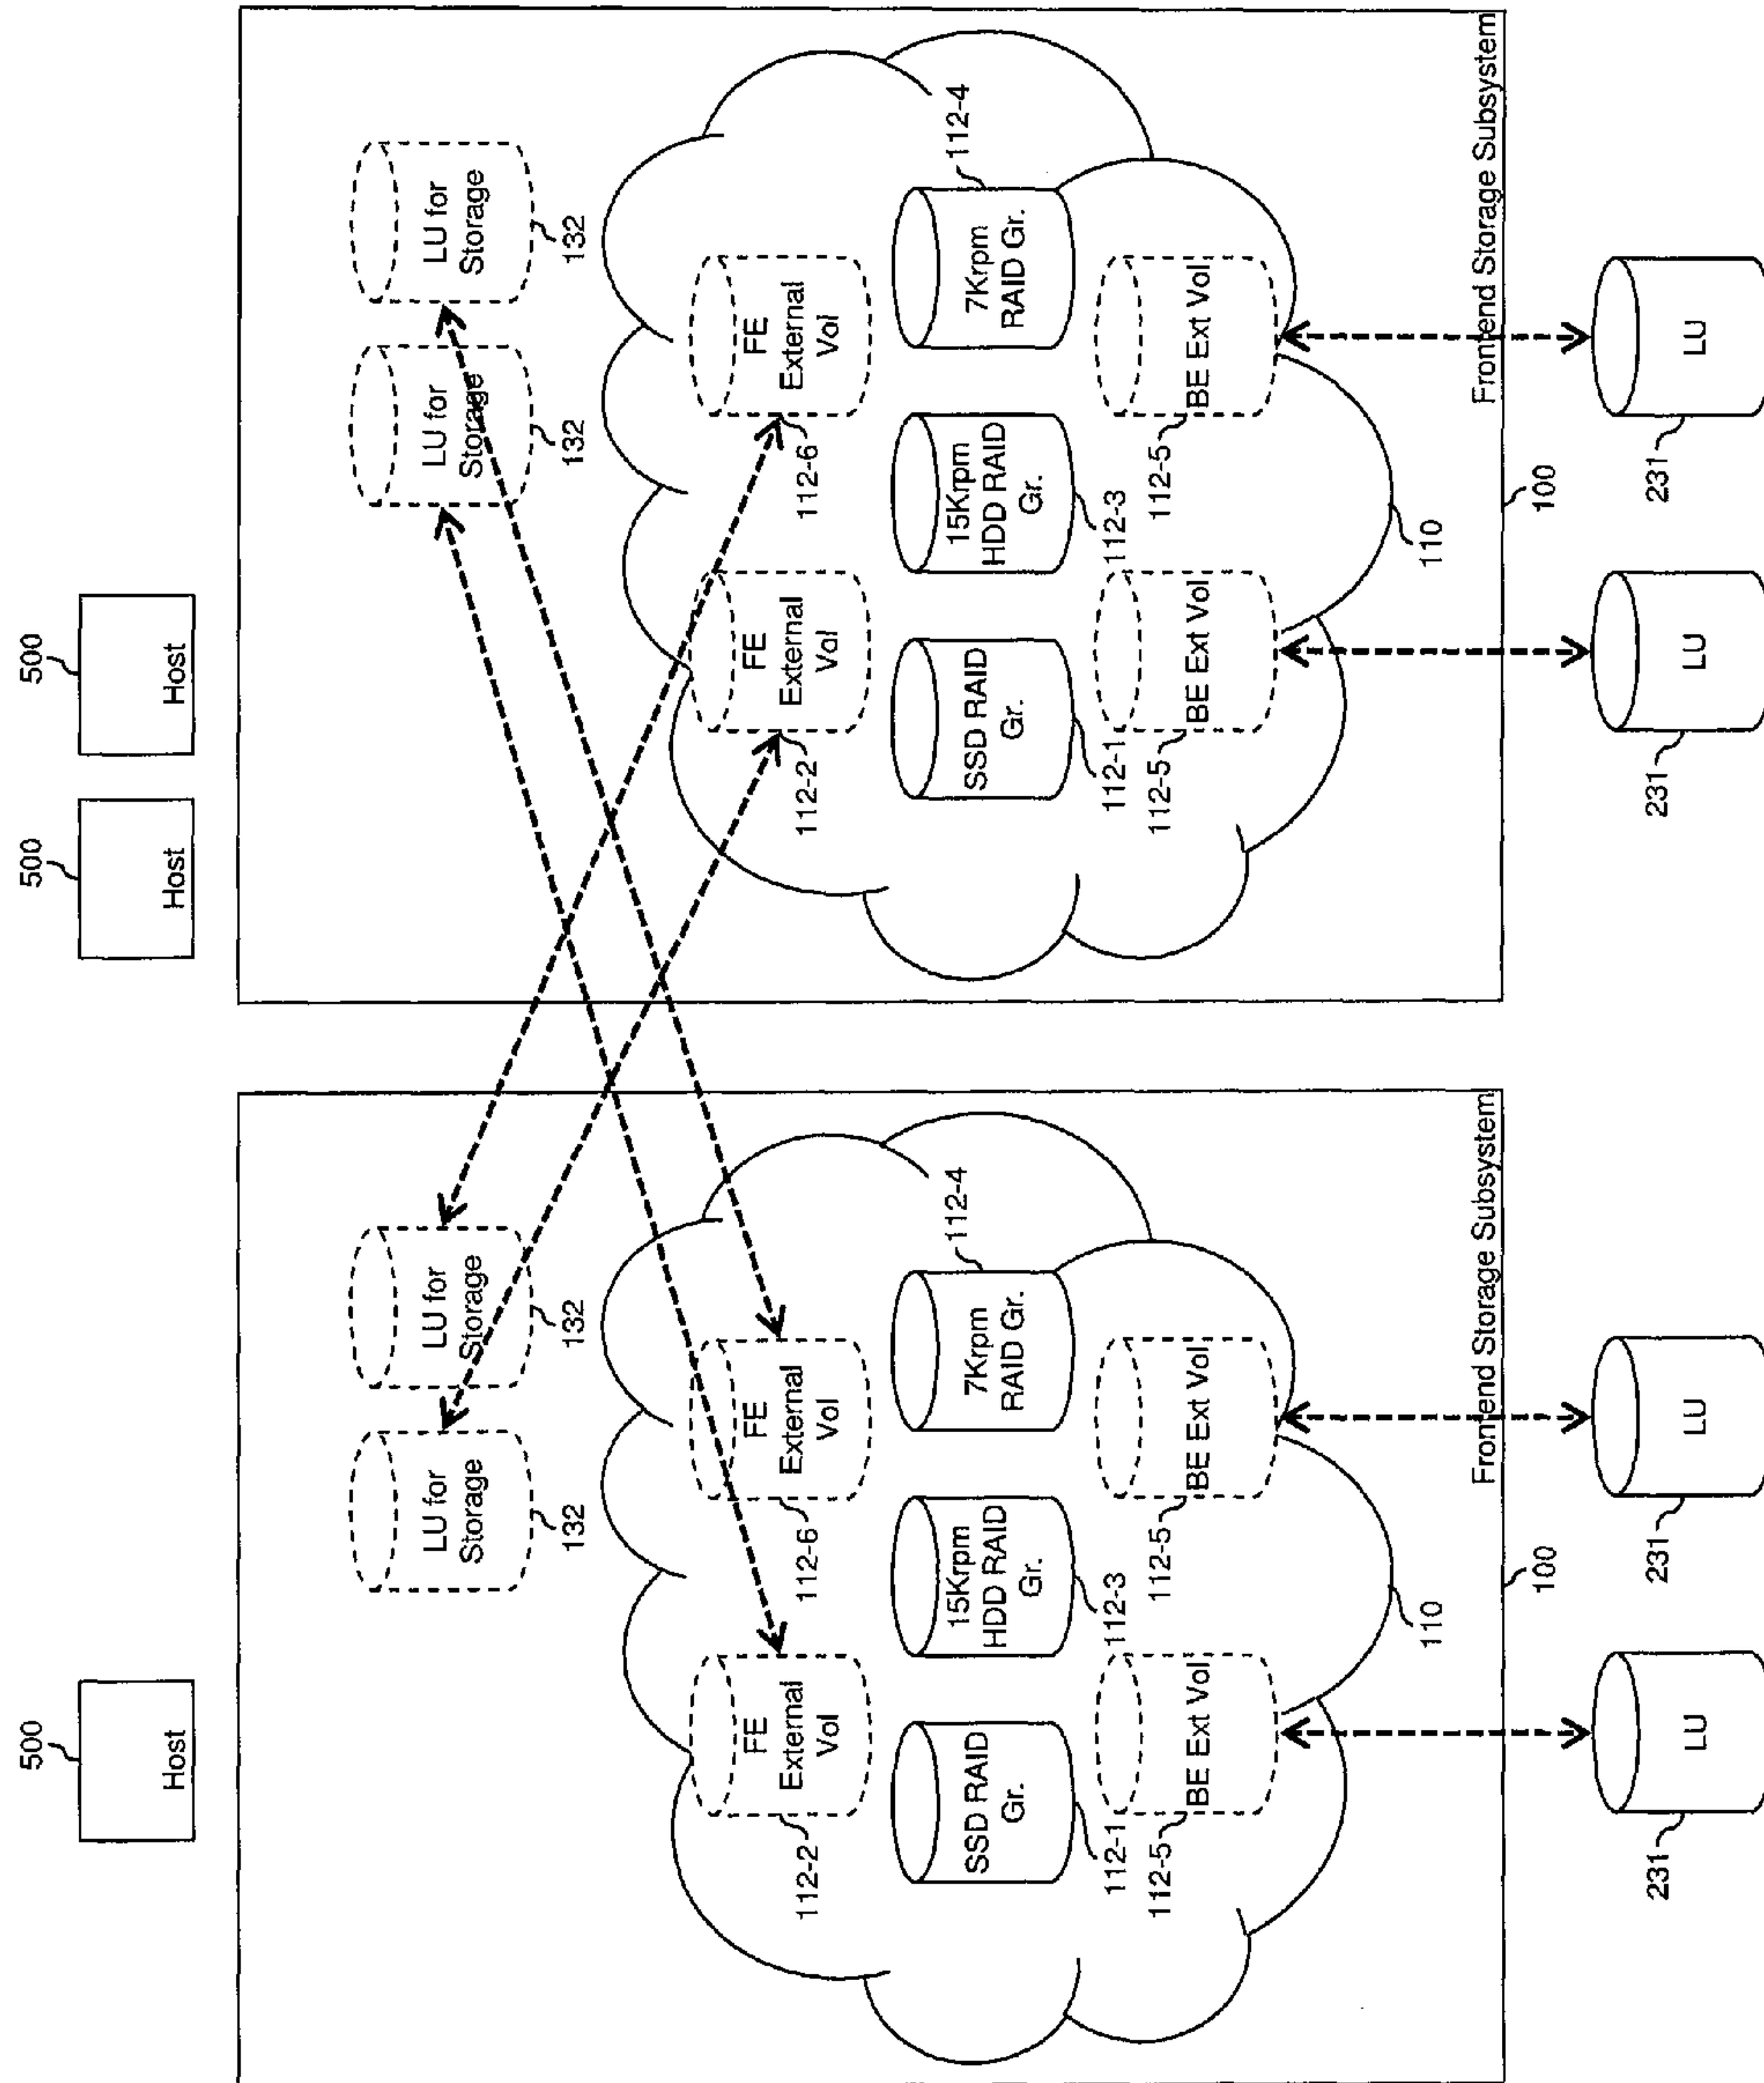 500
Host
500
Host
500
Host
LU for
Storage
132
LU for
Storage
132
FE
External
Vol
112-2
FE
External
Vol
112-6
SSD RAID
Gr.
112-1
15Krpm
HDD RAID
Gr.
112-3
7Krpm
RAID Gr.
112-4
BE Ext Vol
112-5
BE Ext Vol
112-5
110
Frontend Storage Subsystem
100
LU
231
LU
231
LU for
Storage
132
LU for
Storage
132
FE
External
Val
112-2
FE
External
Val
112-6
SSD RAID
Gr.
112-1
15Krpm
HDD RAID
Gr.
112-3
7Krpm
RAID Gr.
112-4
BE Ext Vol
112-5
BE Ext Vol
112-5
110
Frontend Storage Subsystem
100
LU
231
LU
231